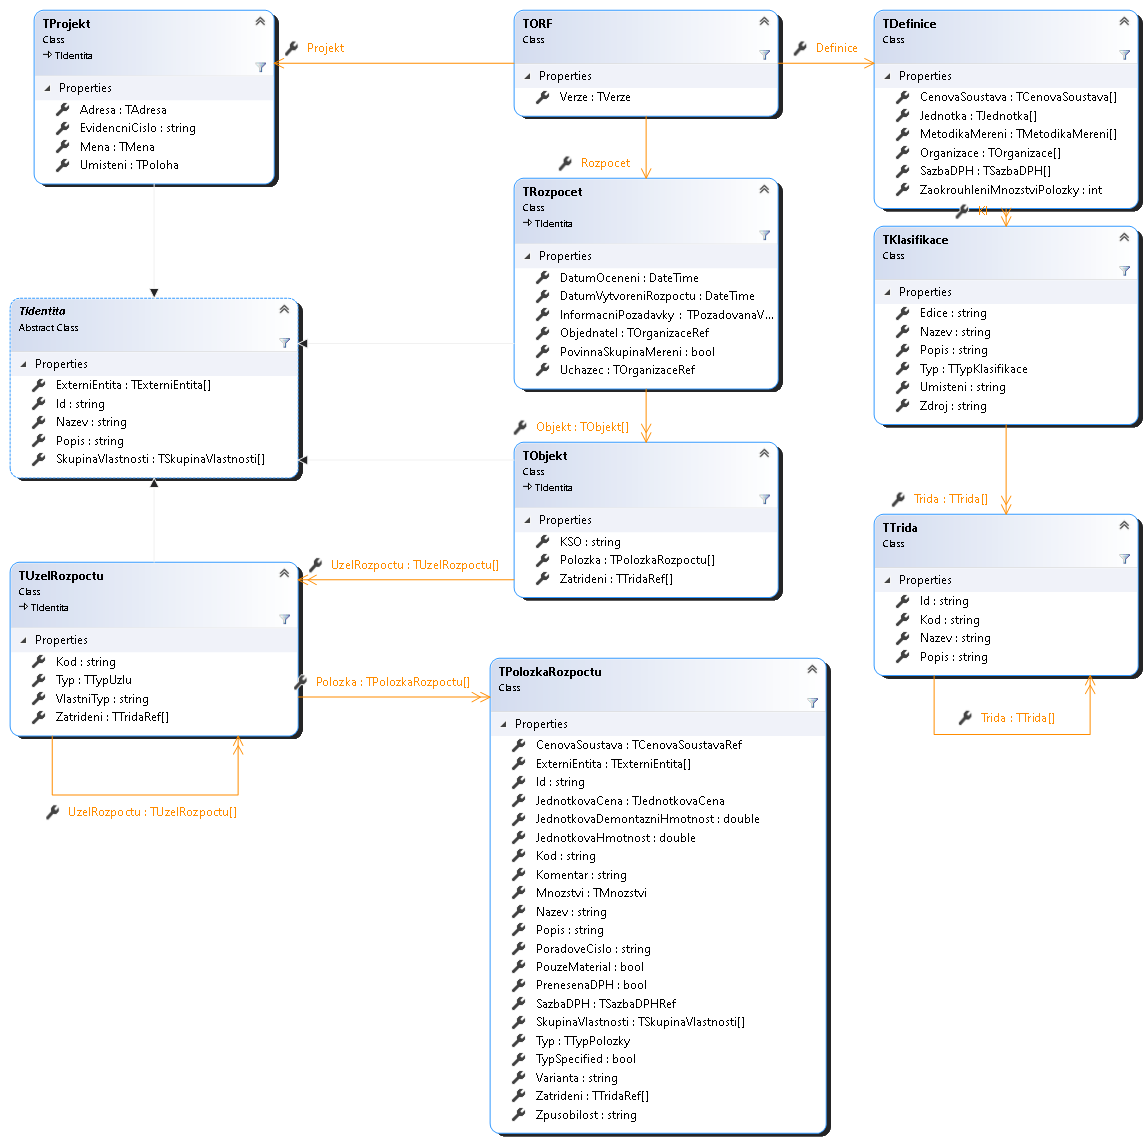 TProjekt
Class
TIdentita
Properties
Adresa : TAdresa
EvidencniCislo : string
Mena : TMena
Umisteni : TPoloha
Projekt
TORF
Class
Properties
Verze : TVerze
Definice
TDefinice
Class
Properties
CenovaSoustava : TCenovaSoustava[]
Jednotka : TJednotka[]
MetodikaMereni : TMetodikaMereni[]
Organizace : TOrganizace[]
SazbaDPH : TSazbaDPH[]
ZaokrouhleniMnozstviPolozky : int
Rozpocet
TRozpocet
Class
TIdentita
Properties
DatumOceneni : DateTime
DatumVytvoreniRozpoctu : DateTime
InformacniPozadavky : TPozadovanaV...
Objednatel : TOrganizaceRef
PovinnaSkupinaMereni : bool
Uchazec : TOrganizaceRef
TKlasifikace
Class
Properties
Edice : string
Nazev : string
Popis : string
Typ : TTypKlasifikace
Umisteni : string
Zdroj : string
TIdentita
Abstract Class
Properties
ExterniEntita : TExterniEntita[]
Id : string
Nazev : string
Popis : string
SkupinaVlastnosti : TSkupinaVlastnosti[]
Objekt : TObjekt[]
TObjekt
Class
TIdentita
Properties
KSO : string
Polozka : TPolozkaRozpoctu[]
Zatrideni : TTridaRef[]
Trida : TTrida[]
TTrida
Class
Properties
Id : string
Kod : string
Nazev : string
Popis : string
Trida : TTrida[]
UzelRozpoctu : TUzelRozpoctu[]
TUzelRozpoctu
Class
TIdentita
Properties
Kod : string
Typ : TTypUzlu
VlastniTyp : string
Zatrideni : TTridaRef[]
UzelRozpoctu : TUzelRozpoctu[]
Polozka : TPolozkaRozpoctu[]
TPolozkaRozpoctu
Class
Properties
CenovaSoustava : TCenovaSoustavaRef
ExterniEntita : TExterniEntita[]
Id : string
JednotkovaCena : TJednotkovaCena
JednotkovaDemontazniHmotnost : double
JednotkovaHmotnost : double
Kod : string
Komentar : string
Mnozstvi : TMnozstvi
Nazev : string
Popis : string
PoradoveCislo : string
PouzeMaterial : bool
PrenesenaDPH : bool
SazbaDPH : TSazbaDPHRef
SkupinaVlastnosti : TSkupinaVlastnosti[]
Typ : TTypPolozky
TypSpecified : bool
Varianta : string
Zatrideni : TTridaRef[]
Zpusobilost : string